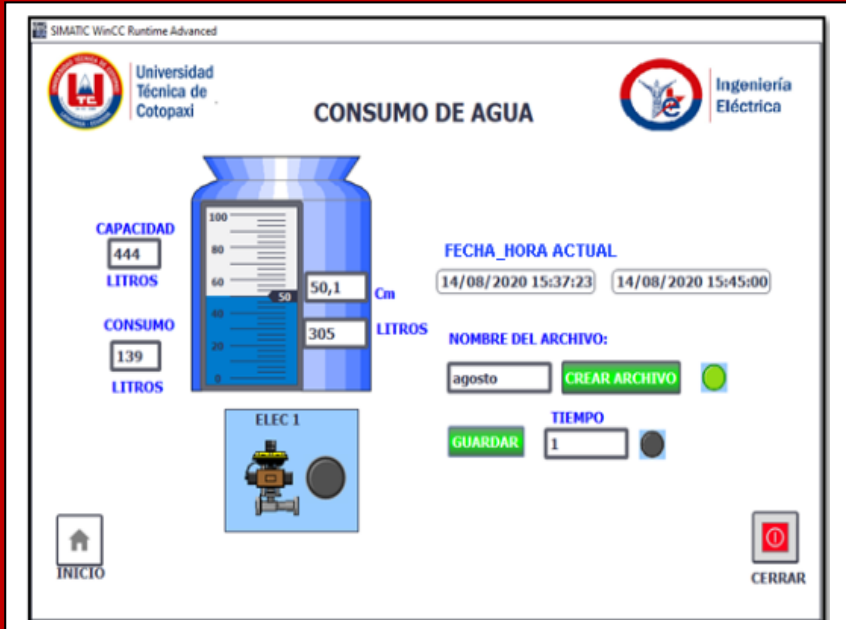 SIMATIC WinCC Runtime Advanced
Universidad
Técnica de
Cotopaxi
Ingeniería
Eléctrica
CONSUMO DE AGUA
CAPACIDAD
444
LITROS
CONSUMO
139
LITROS
100
80
60
50
40
20
0
50,1 Cm
305 LITROS
FECHA_HORA ACTUAL
14/08/2020 15:37:23 14/08/2020 15:45:00
NOMBRE DEL ARCHIVO:
agosto CREAR ARCHIVO
TIEMPO
GUARDAR 1
ELEC 1
INICIO
CERRAR